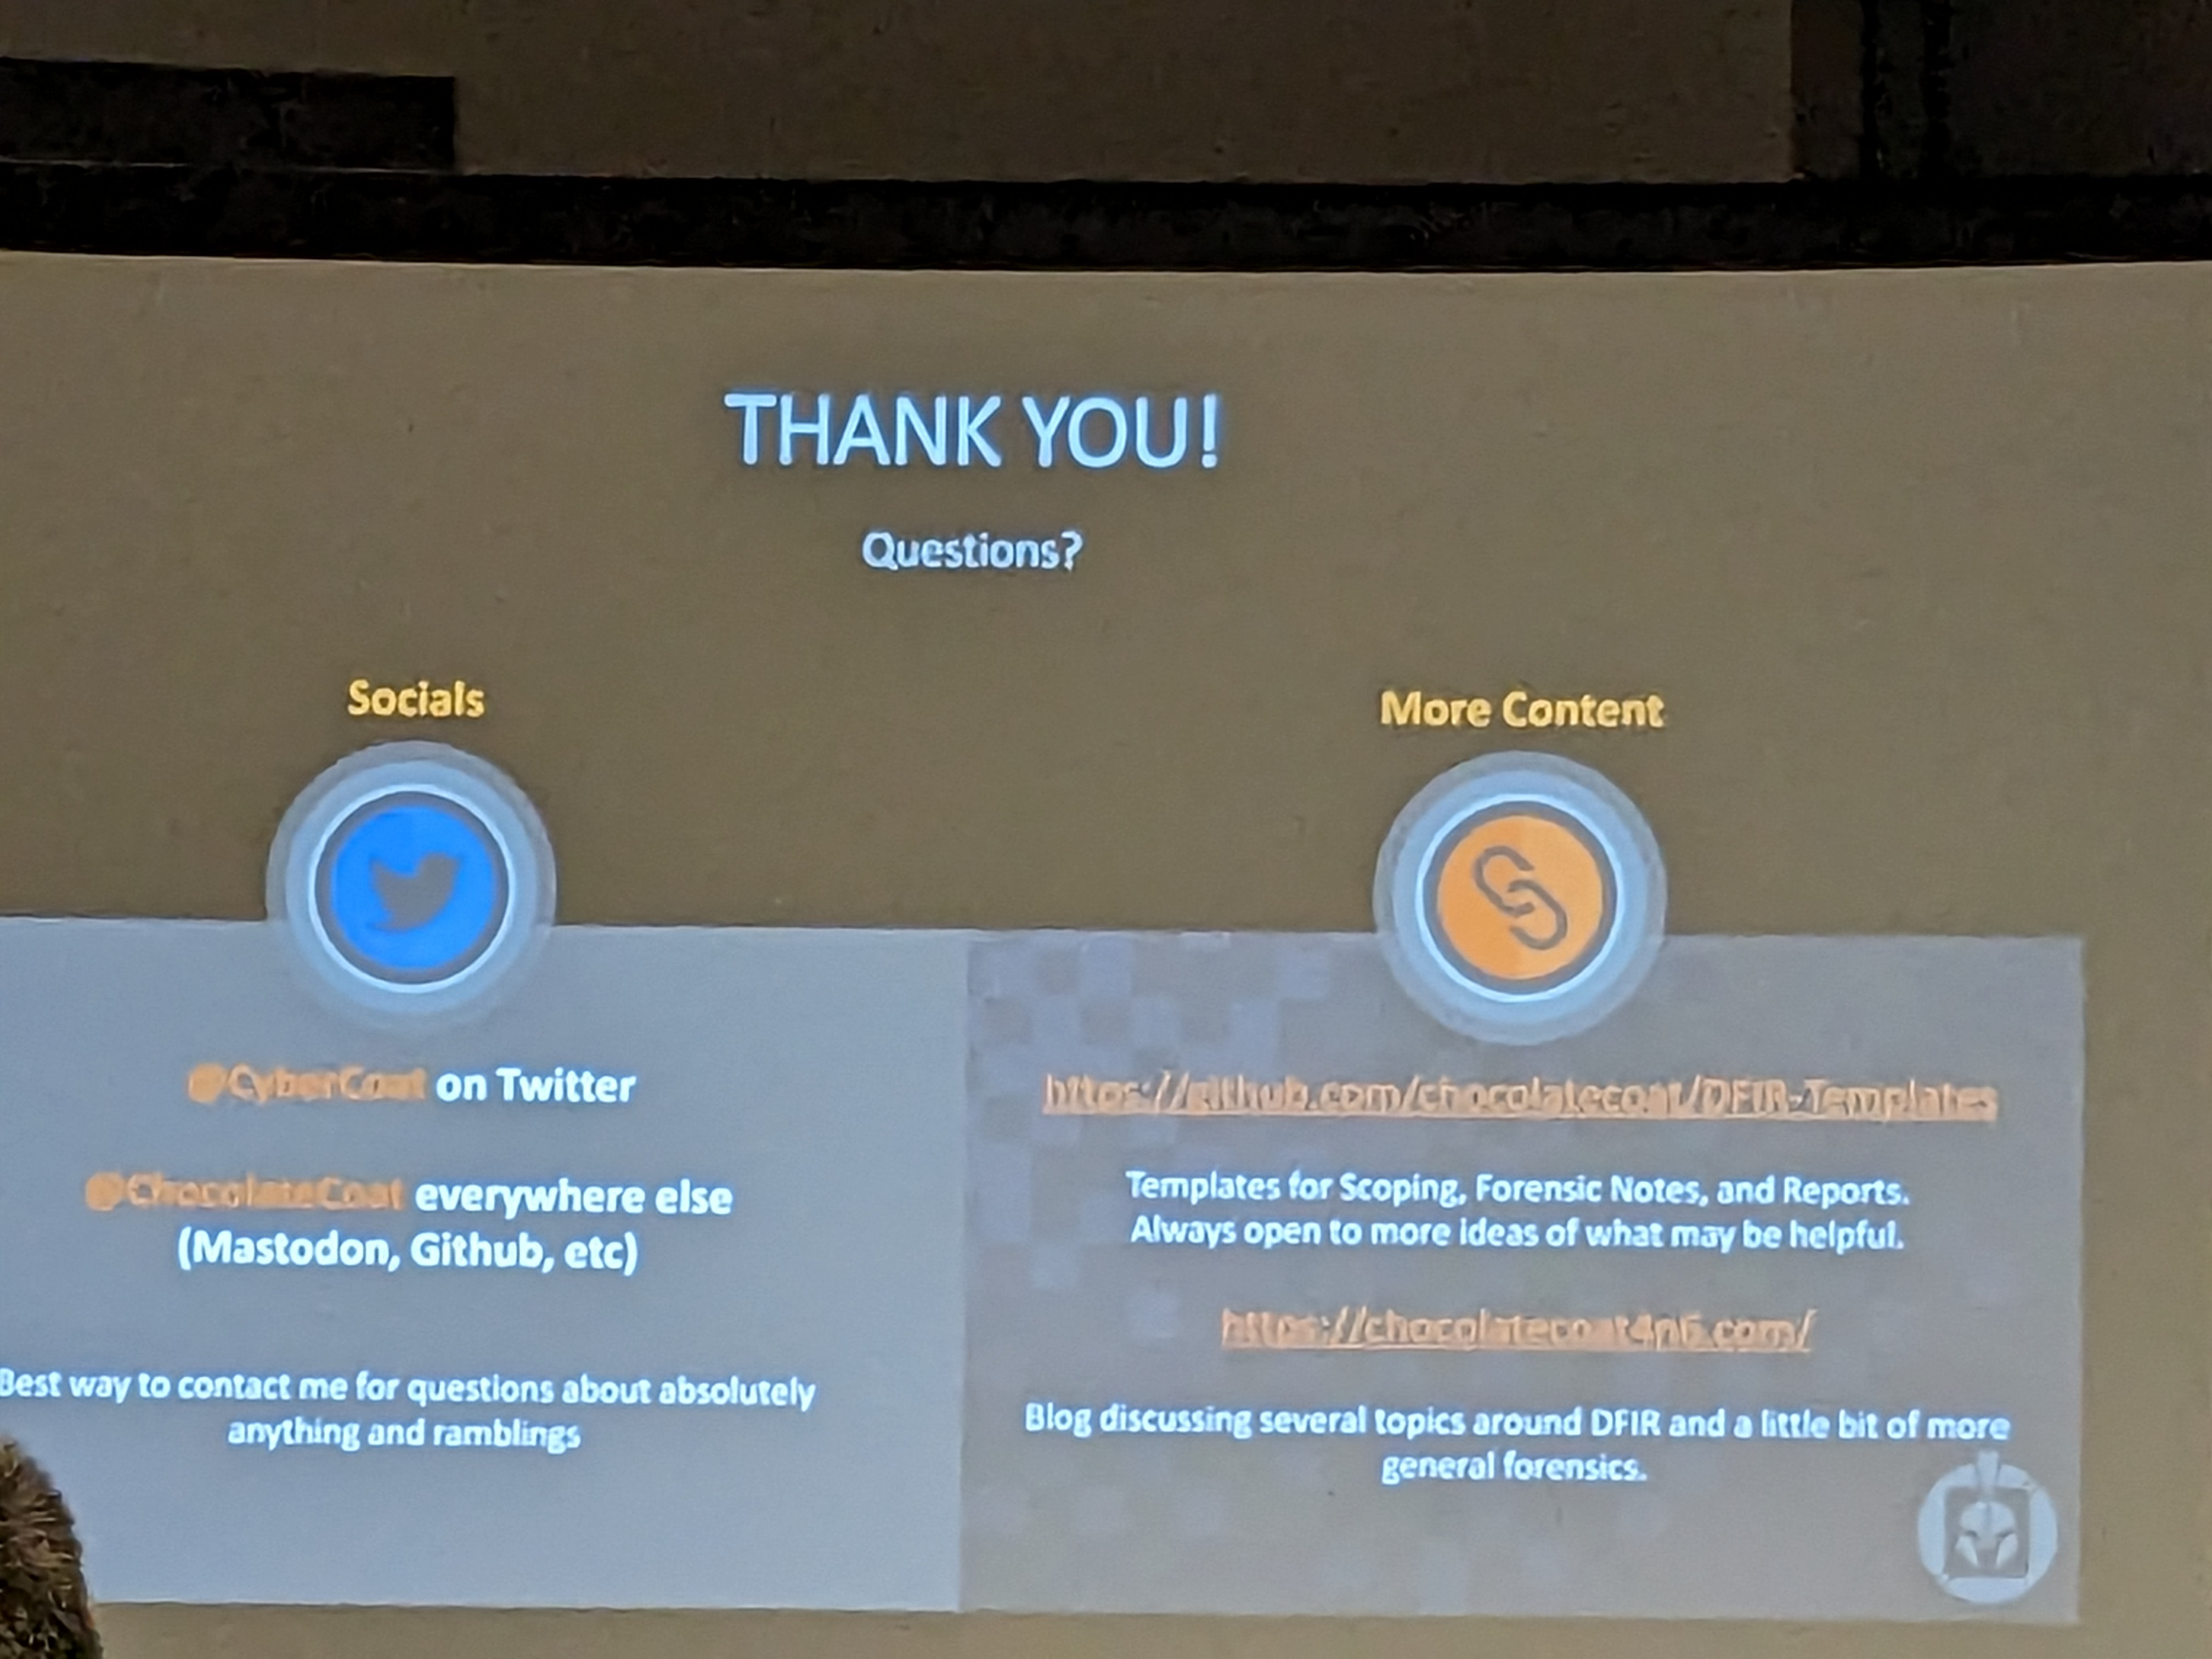 THANK YOU!
Questions?
Socials
@CyberCoat on Twitter
@ChocolateCoat everywhere else
(Mastodon, Github, etc)
Best way to contact me for questions about absolutely
anything and ramblings
More Content
https://github.com/chocolatecoat/DFIR-Templates
Templates for Scoping, Forensic Notes, and Reports.
Always open to more ideas of what may be helpful.
https://chocolatecoat4n6.com/
Blog discussing several topics around DFIR and a little bit of more
general forensics.